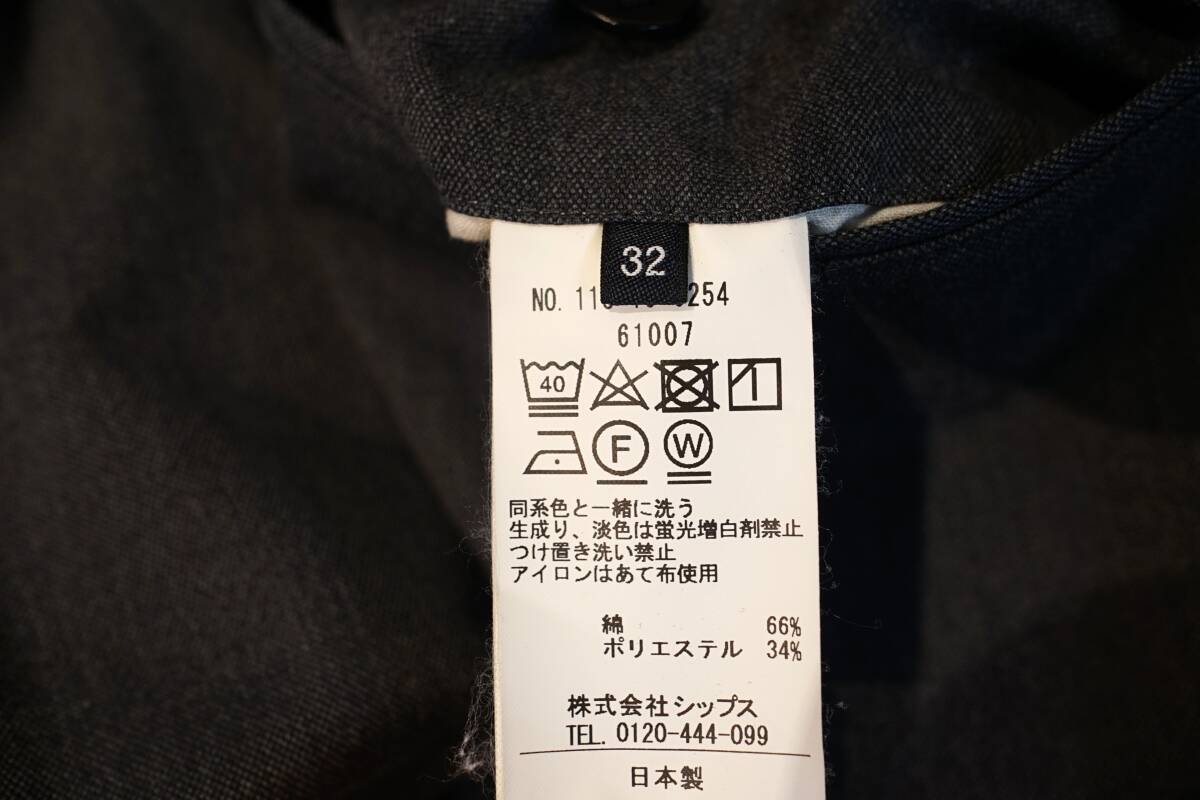 32
NO. 254
61007
40
F
W
同系色と一緒に洗う
生成り、淡色は蛍光増白剤禁止
つけ置き洗い禁止
アイロンはあて布使用
綿 66%
ポリエステル 34%
株式会社シップス
TEL. 0120-444-099
日本製